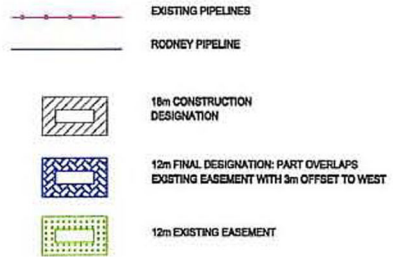 EXISTING PIPELINES
RODNEY PIPELINE
18m CONSTRUCTION
DESIGNATION
12m FINAL DESIGNATION: PART OVERLAPS
EXISTING EASEMENT WITH 3m OFFSET TO WEST
12m EXISTING EASEMENT